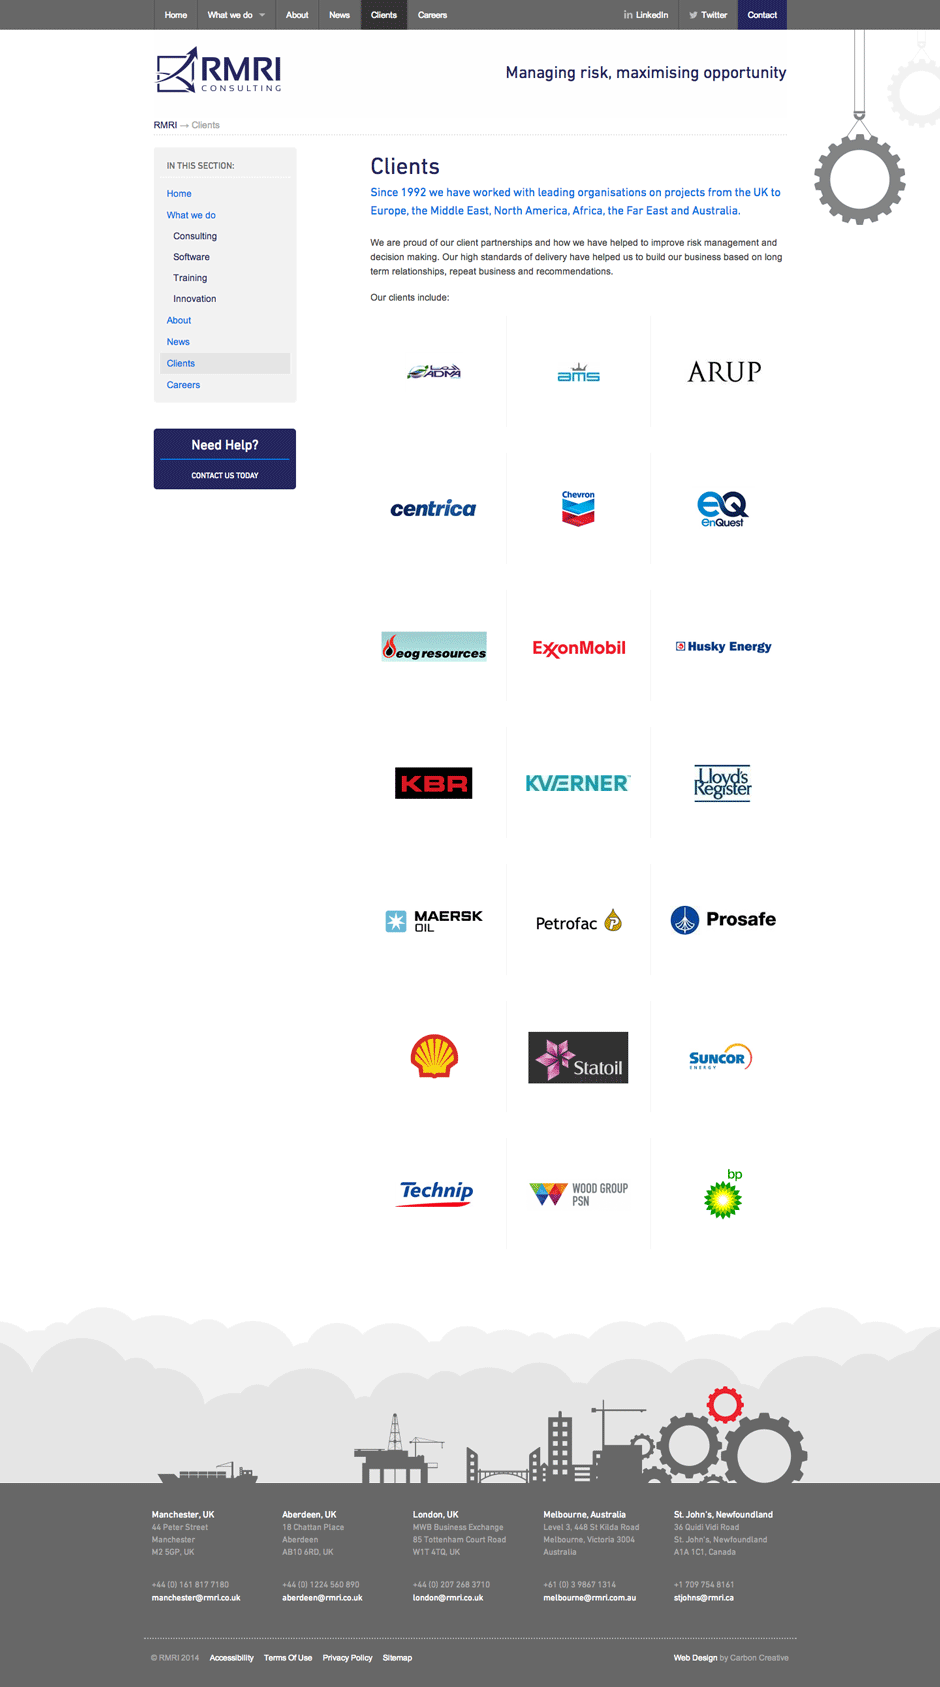 Home
What we do
About
News
Clients
Careers
LinkedIn
Twitter
Contact
RMRI
CONSULTING
Managing risk, maximising opportunity
RMRI → Clients
IN THIS SECTION:
Home
What we do
Consulting
Software
Training
Innovation
About
News
Clients
Careers
Need Help?
CONTACT US TODAY
Clients
Since 1992 we have worked with leading organisations on projects from the UK to
Europe, the Middle East, North America, Africa, the Far East and Australia.
We are proud of our client partnerships and how we have helped to improve risk management and
decision making. Our high standards of delivery have helped us to build our business based on long
term relationships, repeat business and recommendations.
Our clients include:
ADMA
ams
ARUP
centrica
Chevron
eQ
enQuest
eog resources
ExxonMobil
Husky Energy
KBR
KVÆRNER™
Lloyd's
Register
MAERSK
OIL
Petrofac
P
Prosafe
Statoil
SUNCOR
ENERGY
Technip
WOOD GROUP
PSN
bp
Manchester, UK
44 Peter Street
Manchester
M2 5GP, UK
+44 (0) 161 817 7180
manchester@rmri.co.uk
Aberdeen, UK
18 Chattan Place
Aberdeen
AB10 6RD, UK
+44 (0) 1224 560 890
aberdeen@rmri.co.uk
London, UK
MWB Business Exchange
85 Tottenham Court Road
W1T 4TQ, UK
+44 (0) 207 268 3710
london@rmri.co.uk
Melbourne, Australia
Level 3, 448 St Kilda Road
Melbourne, Victoria 3004
Australia
+61 (0) 3 9867 1314
melbourne@rmri.com.au
St. John's, Newfoundland
36 Quidi Vidi Road
St. John's, Newfoundland
A1A 1C1, Canada
+1 709 754 8161
stjohns@rmri.ca
© RMRI 2014
Accessibility
Terms Of Use
Privacy Policy
Sitemap
Web Design by Carbon Creative